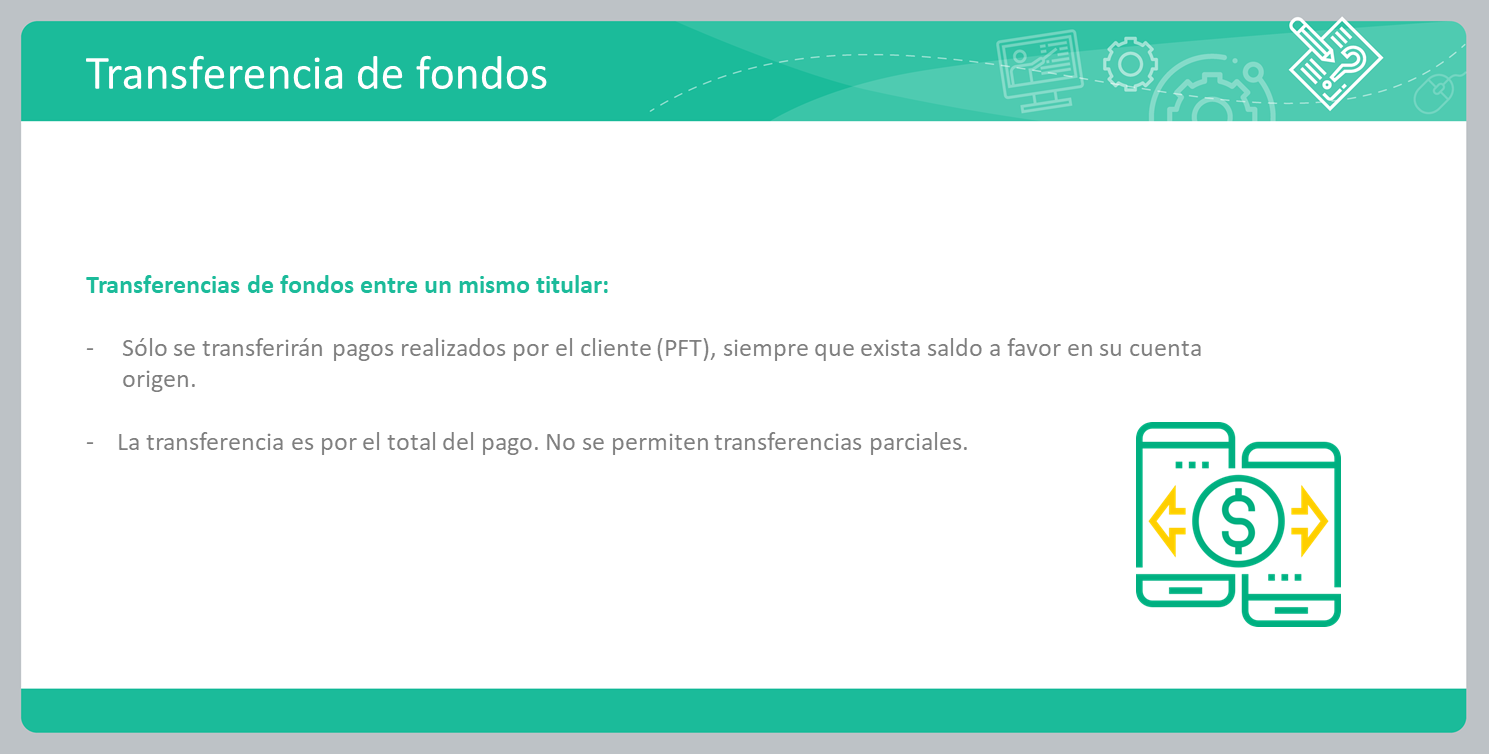 Transferencia de fondos
Transferencias de fondos entre un mismo titular:
- Sólo se transferirán pagos realizados por el cliente (PFT), siempre que exista saldo a favor en su cuenta
origen.
- La transferencia es por el total del pago. No se permiten transferencias parciales.
$